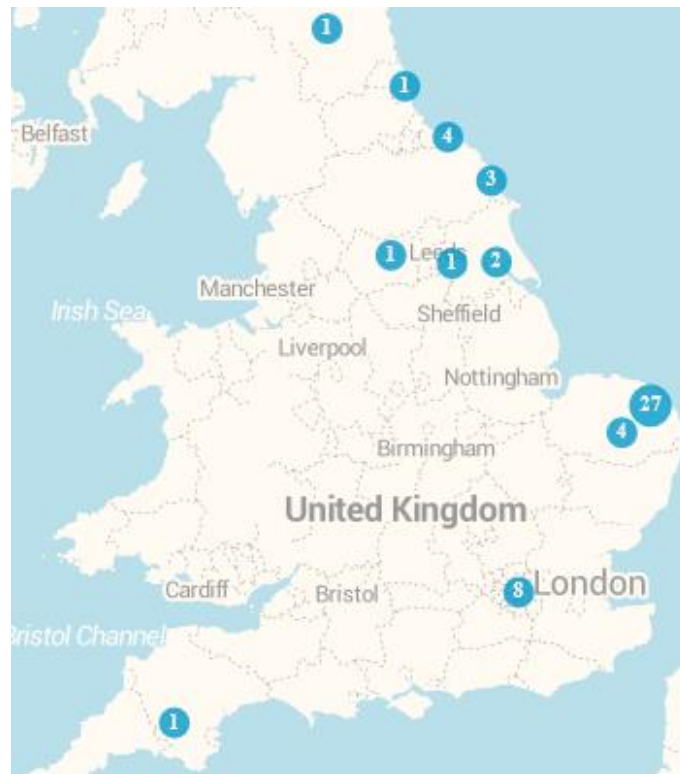 1
1
Belfast
4
3
1
Leeds
1
2
Manchester
Irish Sea
Sheffield
Liverpool
Nottingham
27
4
Birmingham
United Kingdom
Cardiff
Bristol
8
London
Bristol Channel
1